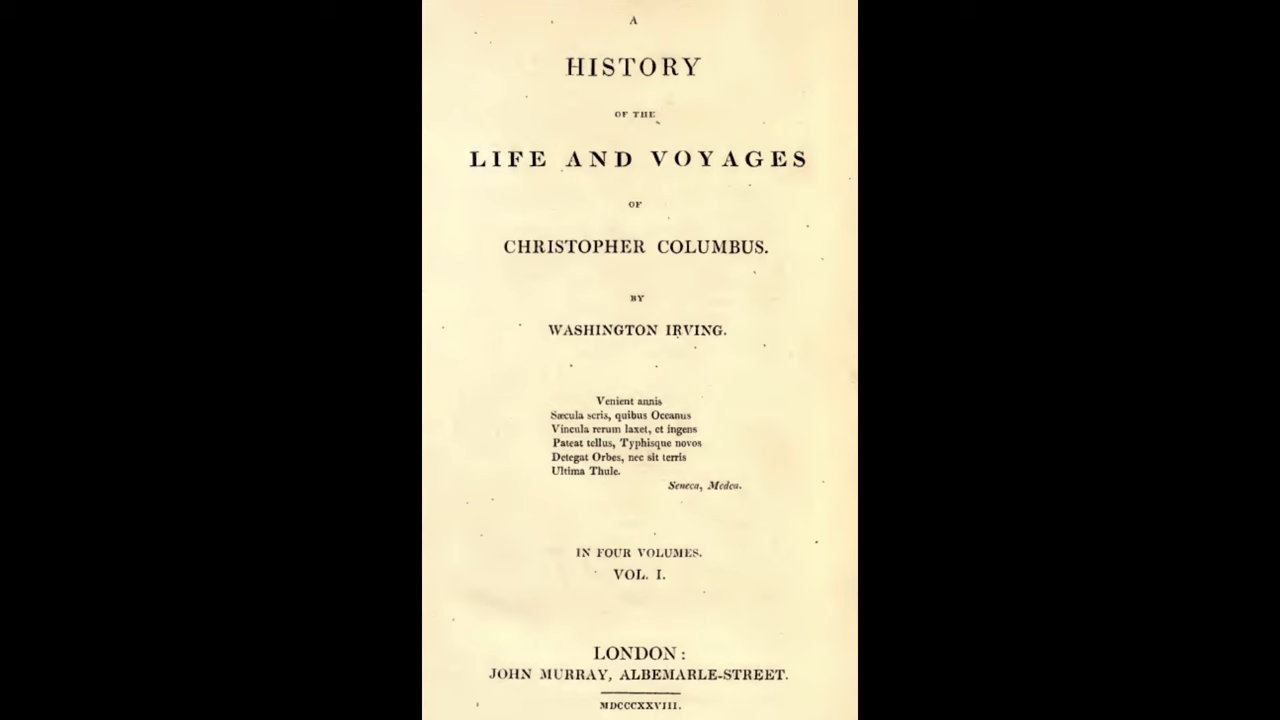 A
HISTORY
OF THE
LIFE AND VOYAGES
OF
CHRISTOPHER COLUMBUS.
BY
WASHINGTON IRVING.
Venient annis
Sæcula seris, quibus Oceanus
Vincula rerum laxet, et ingens
Pateat tellus, Typhisque novos
Detegat Orbes, nec sit terris
Ultima Thule.
Seneca, Medea.
IN FOUR VOLUMES.
VOL. I.
LONDON:
JOHN MURRAY, ALBEMARLE-STREET.
MDCCCXXVIII.